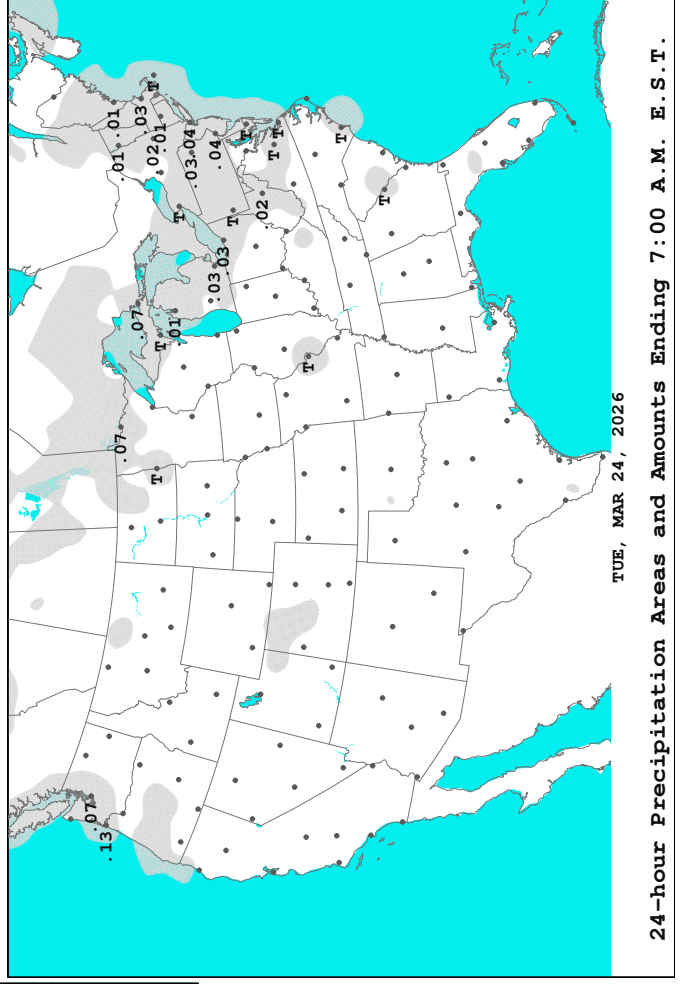 .01
.01
.03
T
.02
.01
.03
.04
.04
T
T
T
T
T
T
T
.02
.03
.03
.07
T
.01
T
.07
T
.07
.13
TUE, MAR 24, 2026
24-hour Precipitation Areas and Amounts Ending 7:00 A.M. E.S.T.